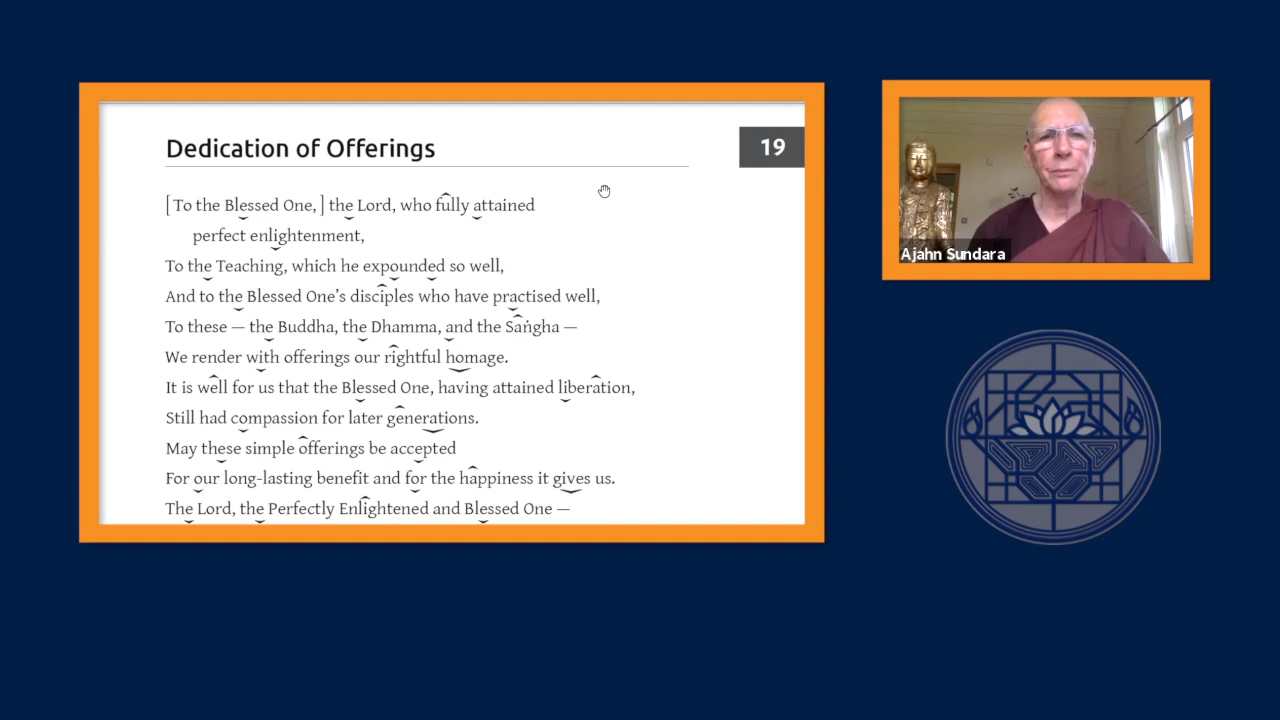 Dedication of Offerings
19
[To the Blessed One,] the Lord, who fully attained
perfect enlightenment,
To the Teaching, which he expounded so well,
And to the Blessed One’s disciples who have practised well,
To these — the Buddha, the Dhamma, and the Saṅgha —
We render with offerings our rightful homage.
It is well for us that the Blessed One, having attained liberation,
Still had compassion for later generations.
May these simple offerings be accepted
For our long-lasting benefit and for the happiness it gives us.
The Lord, the Perfectly Enlightened and Blessed One —
Ajahn Sundara